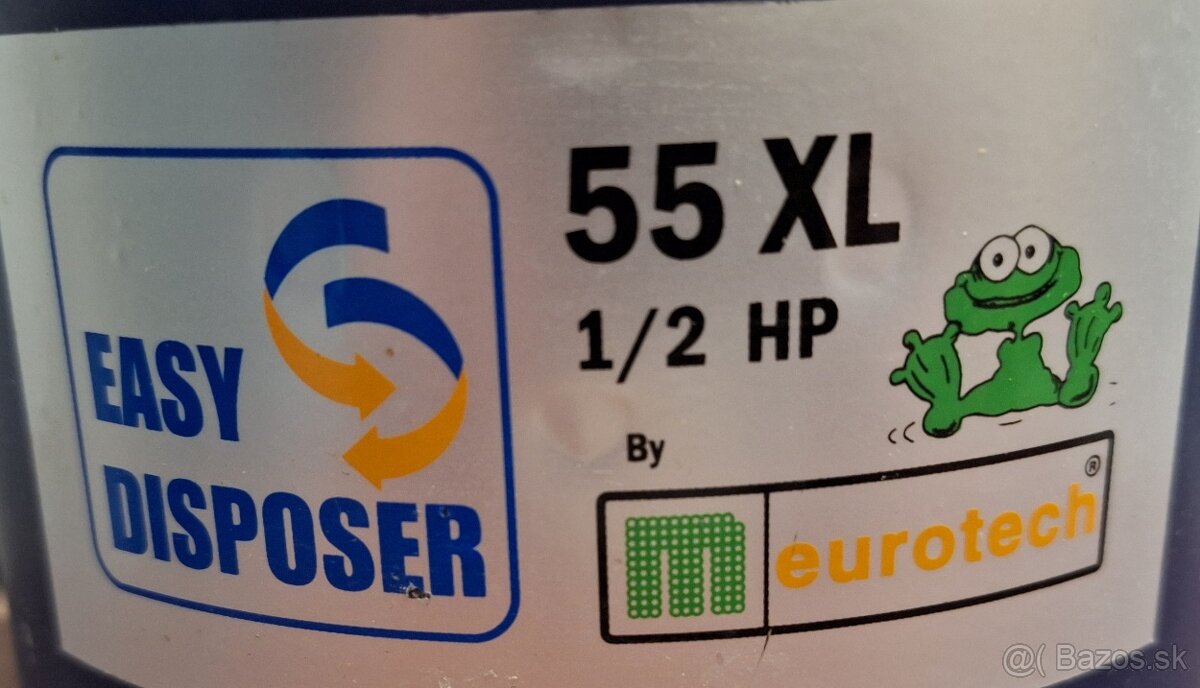 EASY
DISPOSER
55 XL
1/2 HP
By
eurotech®
@( Bazos.sk